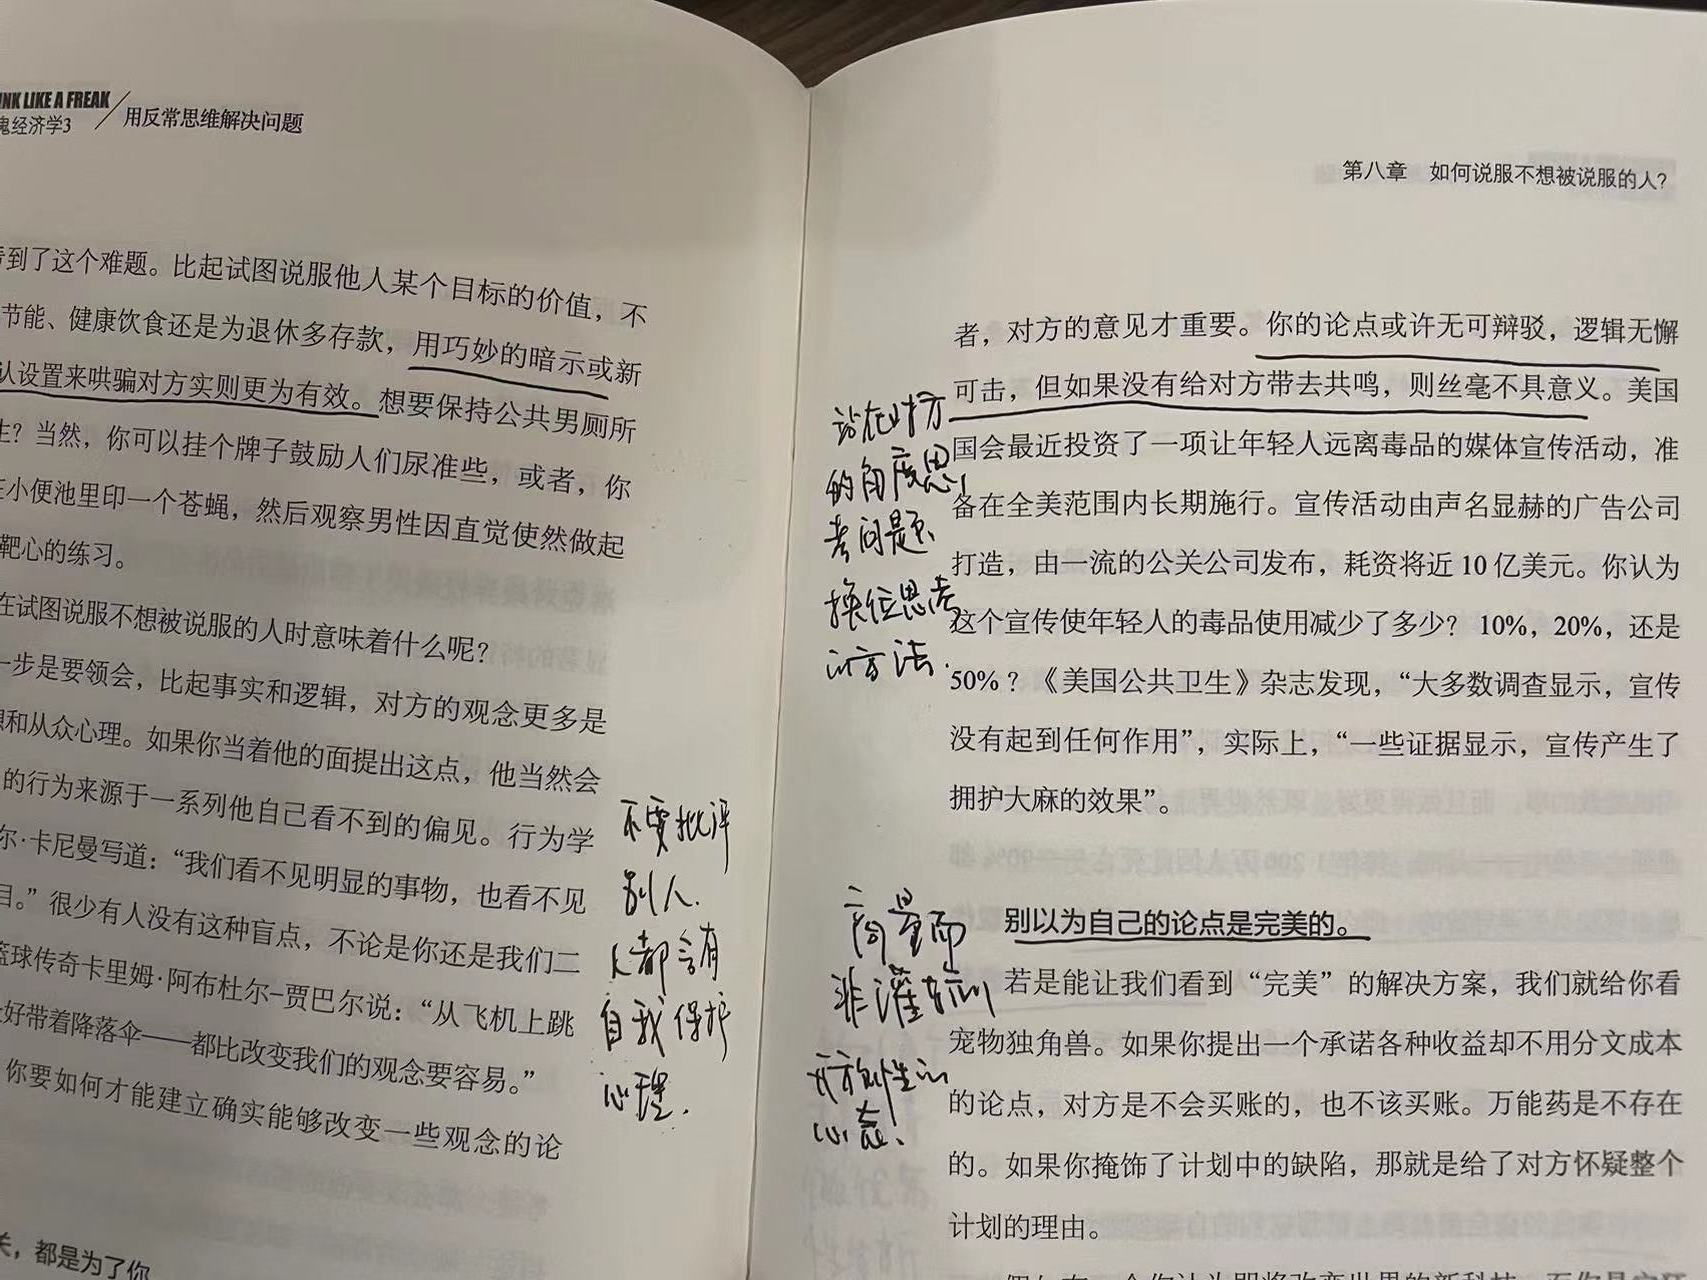 INK LIKE A FREAK
鬼经济学3
用反常思维解决问题
看到了这个难题。比起试图说服他人某个目标的价值，不
节能、健康饮食还是为退休多存款，用巧妙的暗示或新
认设置来哄骗对方实则更为有效。想要保持公共男厕所
生？当然，你可以挂个牌子鼓励人们尿准些，或者，你
在小便池里印一个苍蝇，然后观察男性因直觉使然做起
靶心的练习。
在试图说服不想被说服的人时意味着什么呢？
一步是要领会，比起事实和逻辑，对方的观念更多是
想和从众心理。如果你当着他的面提出这点，他当然会
的行为来源于一系列他自己看不到的偏见。行为学
尔·卡尼曼写道：“我们看不见明显的事物，也看不见
目。”很少有人没有这种盲点，不论是你还是我们二
篮球传奇卡里姆·阿布杜尔-贾巴尔说：“从飞机上跳
好带着降落伞——都比改变我们的观念要容易。”
你要如何才能建立确实能够改变一些观念的论
关，都是为了你
不要批评
别人.
人都会有
自我保护
心理.
第八章 如何说服不想被说服的人？
者，对方的意见才重要。你的论点或许无可辩驳，逻辑无懈
可击，但如果没有给对方带去共鸣，则丝毫不具意义。美国
国会最近投资了一项让年轻人远离毒品的媒体宣传活动，准
备在全美范围内长期施行。宣传活动由声名显赫的广告公司
打造，由一流的公关公司发布，耗资将近 10 亿美元。你认为
这个宣传使年轻人的毒品使用减少了多少？ 10%，20%，还是
50%？《美国公共卫生》杂志发现，“大多数调查显示，宣传
没有起到任何作用”，实际上，“一些证据显示，宣传产生了
拥护大麻的效果”。
别以为自己的论点是完美的。
若是能让我们看到“完美”的解决方案，我们就给你看
宠物独角兽。如果你提出一个承诺各种收益却不用分文成本
的论点，对方是不会买账的，也不该买账。万能药是不存在
的。如果你掩饰了计划中的缺陷，那就是给了对方怀疑整个
计划的理由。
站在对方
的角度思
考问题.
换位思考
的方法.
商量而
非灌输
开放性的
心态.